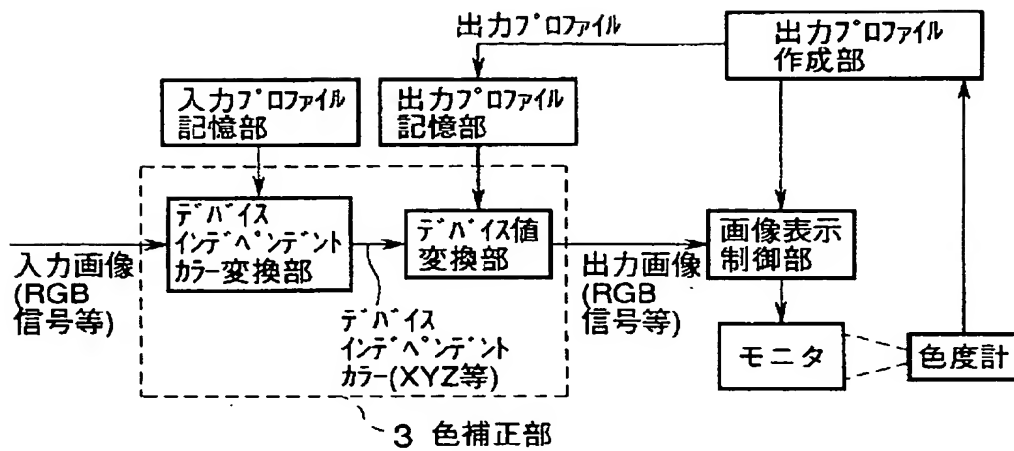 出力プロファイル
出力プロファイル
作成部
入力プロファイル
記憶部
出力プロファイル
記憶部
デバイス
インデペンデント
カラー変換部
デバイス値
変換部
画像表示
制御部
入力画像
(RGB
信号等)
デバイス
インデペンデント
カラー(XYZ等)
出力画像
(RGB
信号等)
モニタ
色度計
3 色補正部